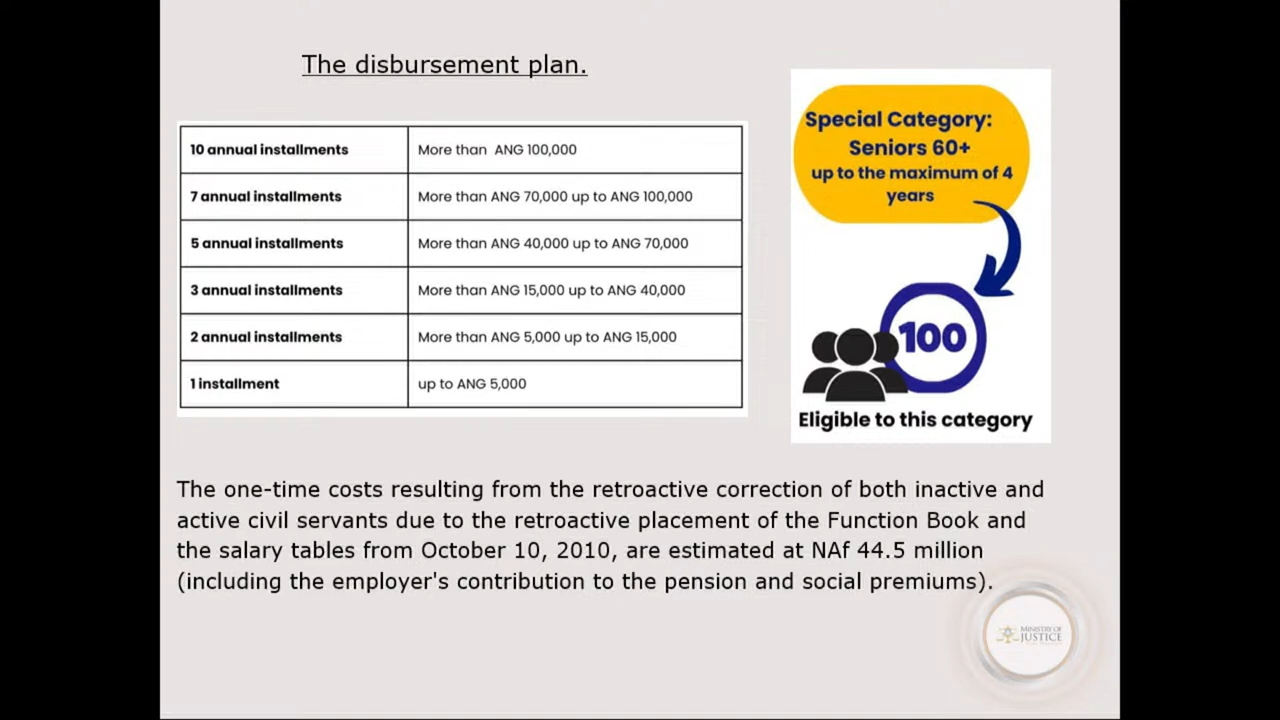 The disbursement plan.
10 annual installments More than ANG 100,000
7 annual installments More than ANG 70,000 up to ANG 100,000
5 annual installments More than ANG 40,000 up to ANG 70,000
3 annual installments More than ANG 15,000 up to ANG 40,000
2 annual installments More than ANG 5,000 up to ANG 15,000
1 installment up to ANG 5,000
Special Category:
Seniors 60+
up to the maximum of 4
years
100
Eligible to this category
The one-time costs resulting from the retroactive correction of both inactive and
active civil servants due to the retroactive placement of the Function Book and
the salary tables from October 10, 2010, are estimated at NAf 44.5 million
(including the employer's contribution to the pension and social premiums).
MINISTRY OF
JUSTICE